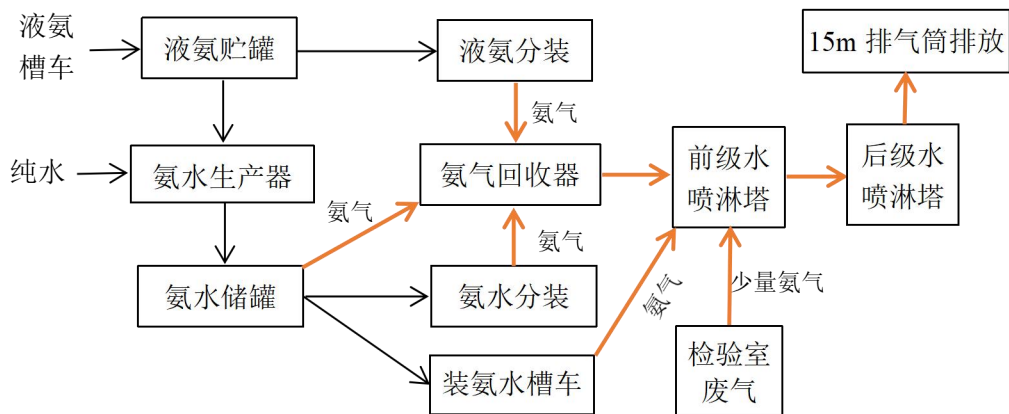 液氨
槽车
液氨贮罐
液氨分装
15m 排气筒排放
氨气
纯水
氨水生产器
氨气回收器
前级水
喷淋塔
后级水
喷淋塔
氨气
氨气
氨水储罐
氨水分装
氨气
少量氨气
装氨水槽车
检验室
废气